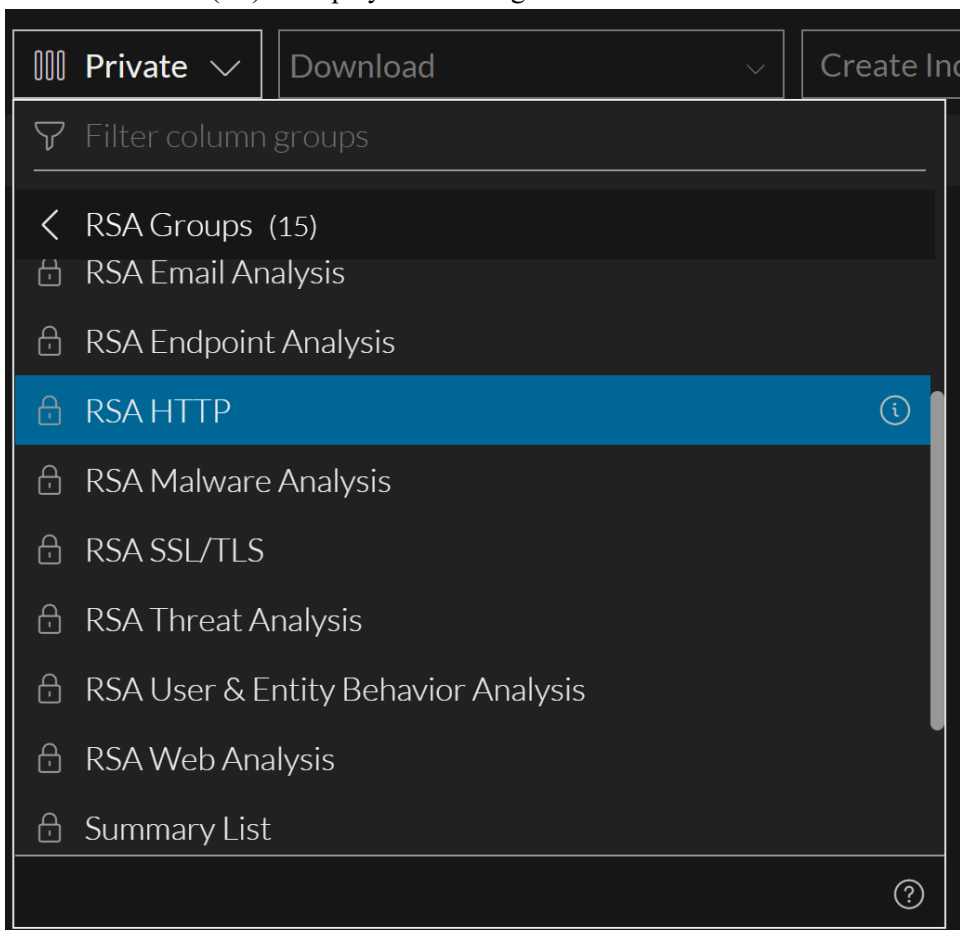 Private
Download
Create Inc
Filter column groups
RSA Groups (15)
RSA Email Analysis
RSA Endpoint Analysis
RSA HTTP
RSA Malware Analysis
RSA SSL/TLS
RSA Threat Analysis
RSA User & Entity Behavior Analysis
RSA Web Analysis
Summary List